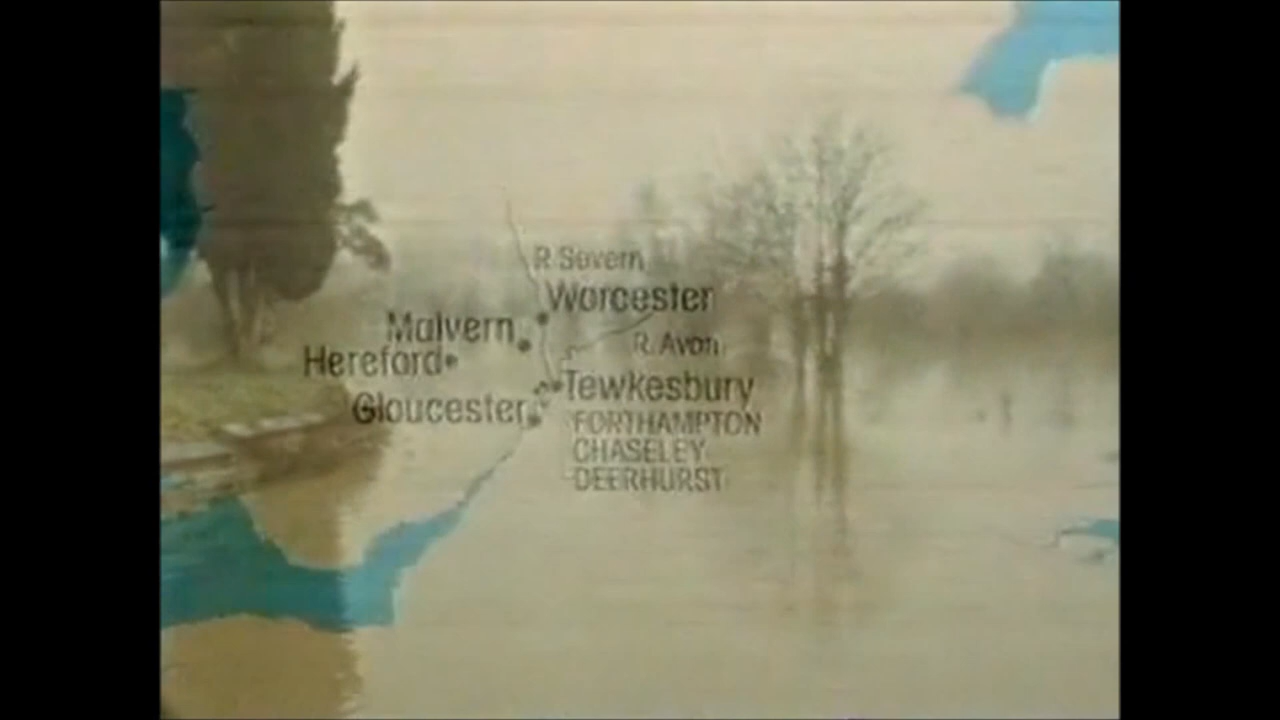 R. Severn
Worcester
Malvern
R. Avon
Hereford
Tewkesbury
Gloucester
FORTHAMPTON
CHASELEY
DEERHURST